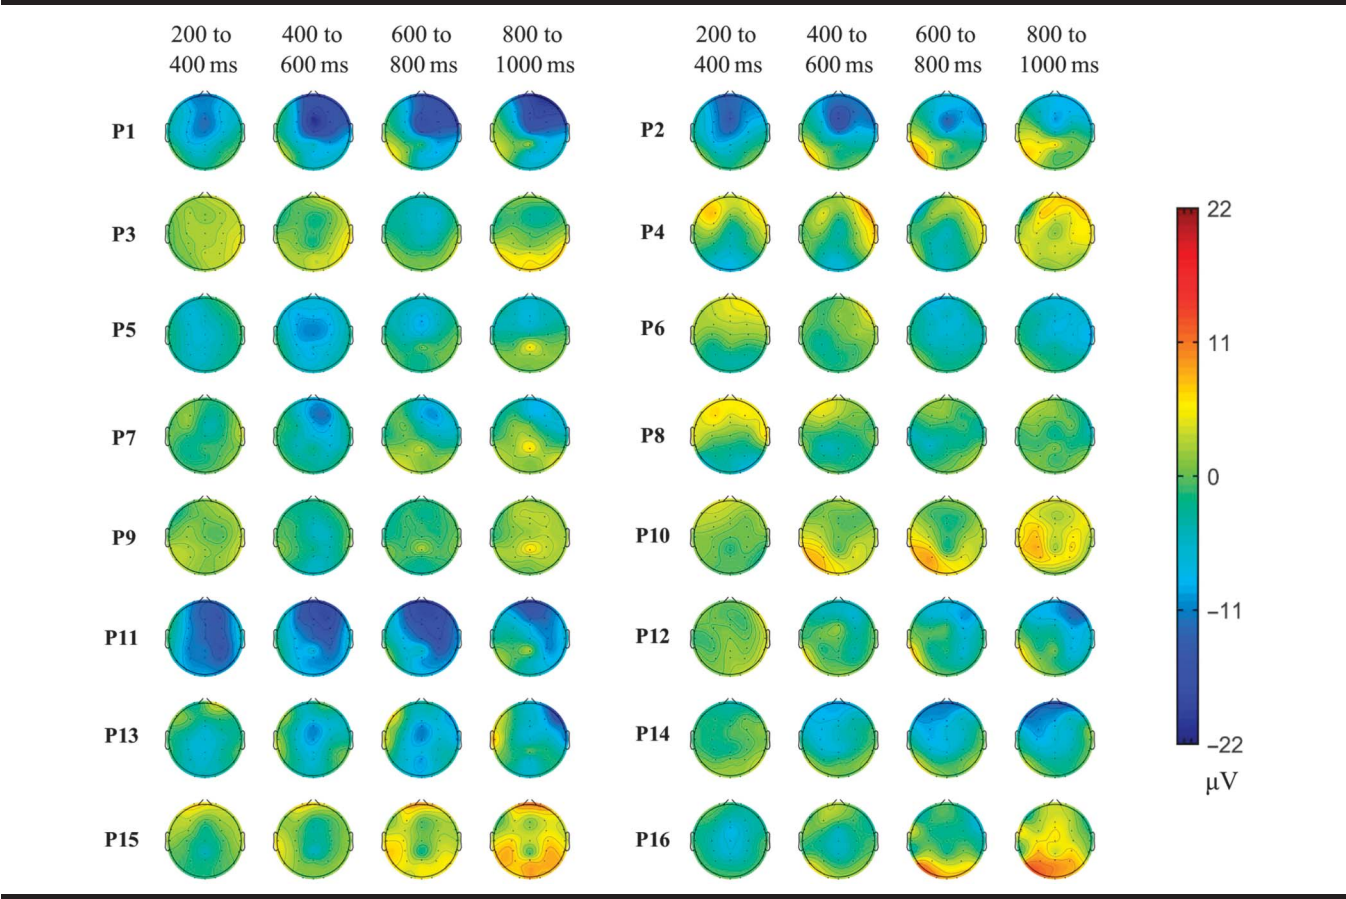 200 to 400 to 600 to 800 to 200 to 400 to 600 to 800 to
400 ms 600 ms 800 ms 1000 ms 400 ms 600 ms 800 ms 1000 ms
P1 P2
P3 P4
22
P5 P6
11
P7 P8
0
P9 P10
−11
P11 P12
P13 P14
−22
µV
P15 P16